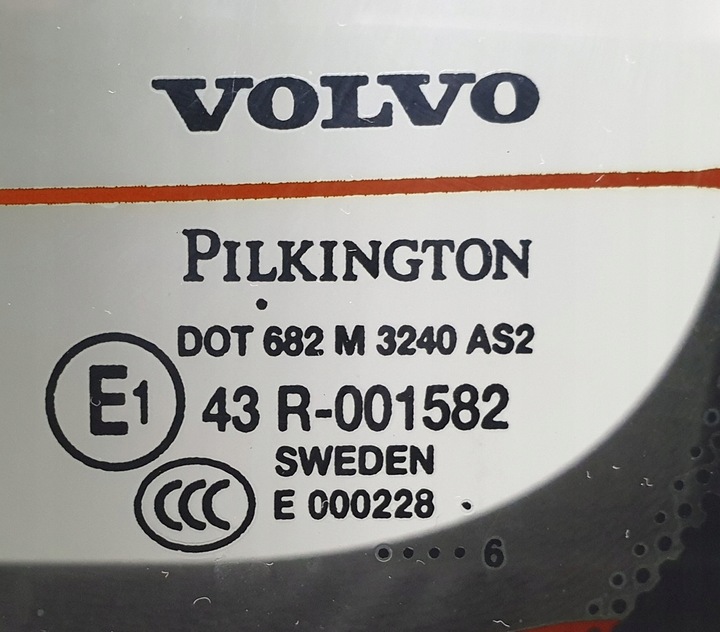 VOLVO
PILKINGTON
DOT 682 M 3240 AS2
E1 43 R-001582
SWEDEN
CCC E 000228
•••• 6